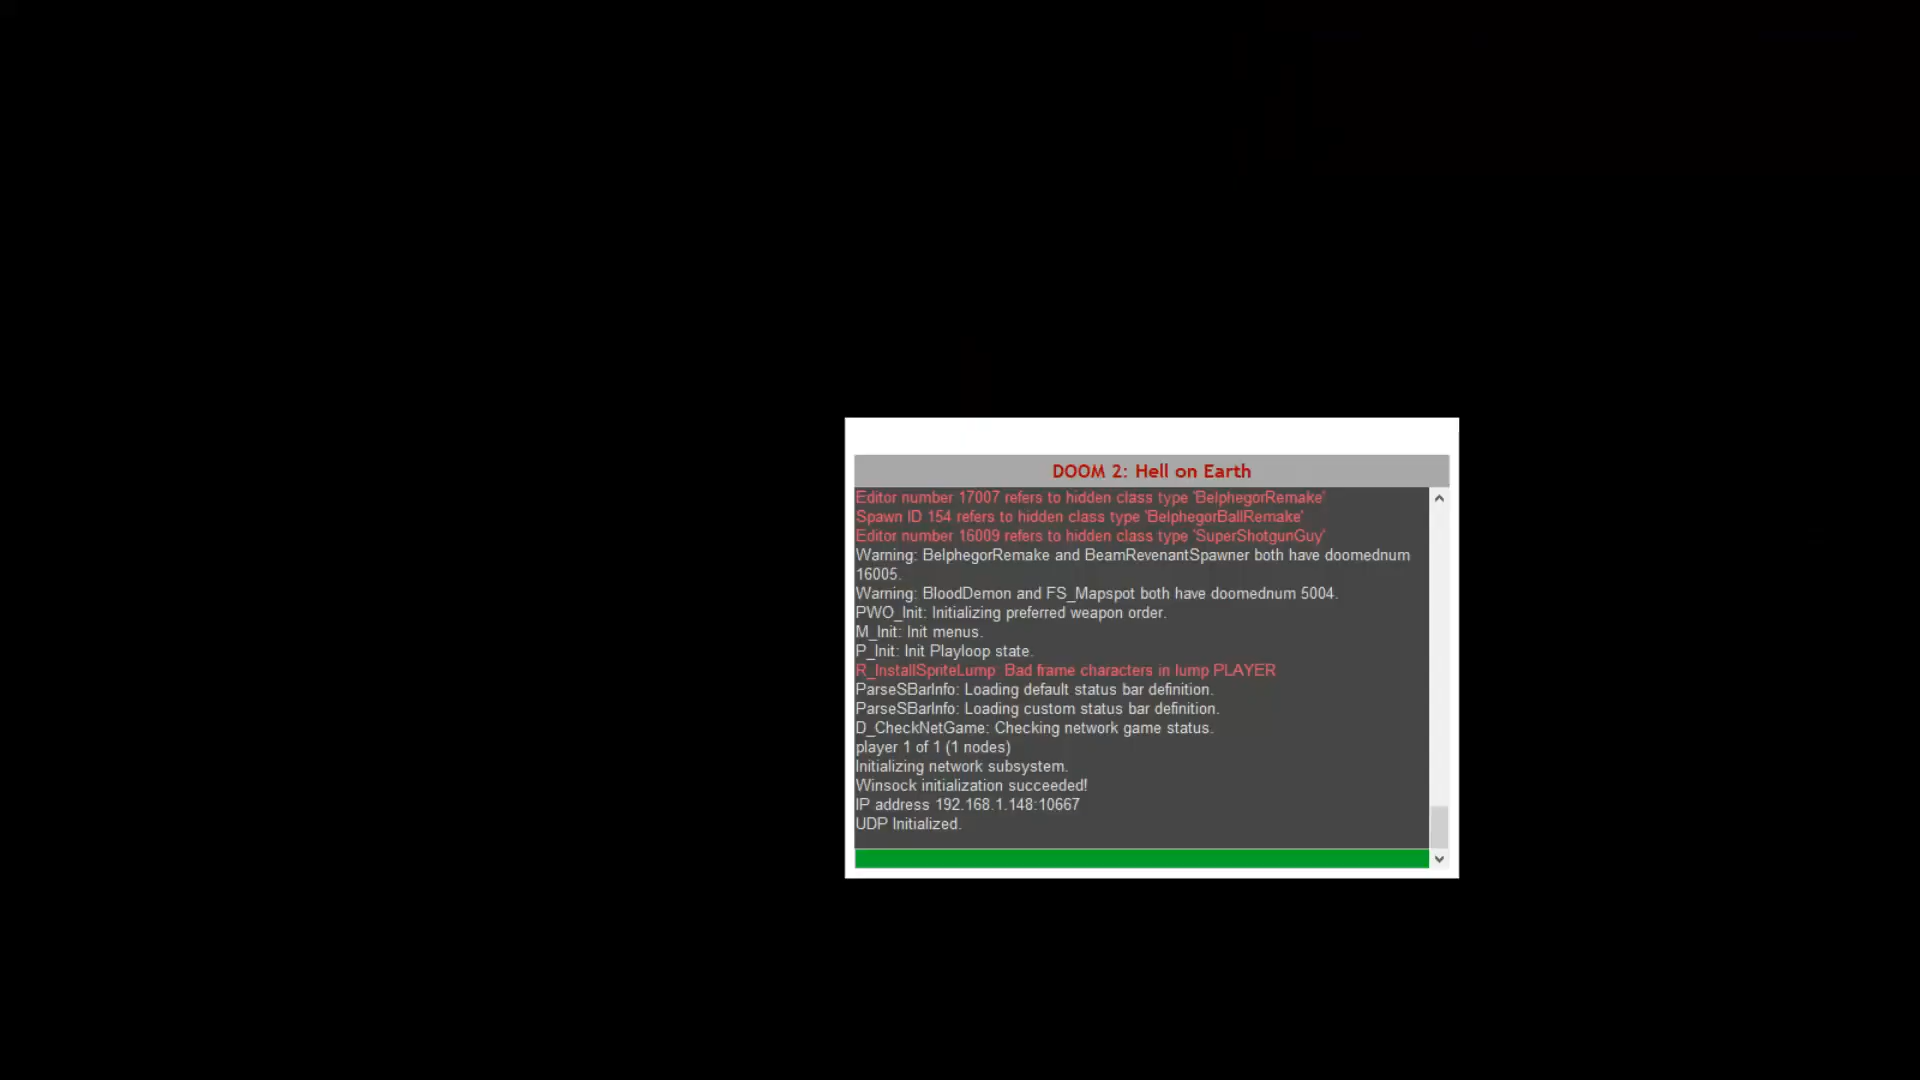 DOOM 2: Hell on Earth
Editor number 17007 refers to hidden class type 'BelphegorRemake'
Spawn ID 154 refers to hidden class type 'BelphegorBallRemake'
Editor number 16009 refers to hidden class type 'SuperShotgunGuy'
Warning: BelphegorRemake and BeamRevenantSpawner both have doomednum
16005.
Warning: BloodDemon and FS_Mapspot both have doomednum 5004.
PWO_Init: Initializing preferred weapon order.
M_Init: Init menus.
P_Init: Init Playloop state.
R_InstallSpriteLump: Bad frame characters in lump PLAYER
ParseSBarInfo: Loading default status bar definition.
ParseSBarInfo: Loading custom status bar definition.
D_CheckNetGame: Checking network game status.
player 1 of 1 (1 nodes)
Initializing network subsystem.
Winsock initialization succeeded!
IP address 192.168.1.148:10667
UDP Initialized.